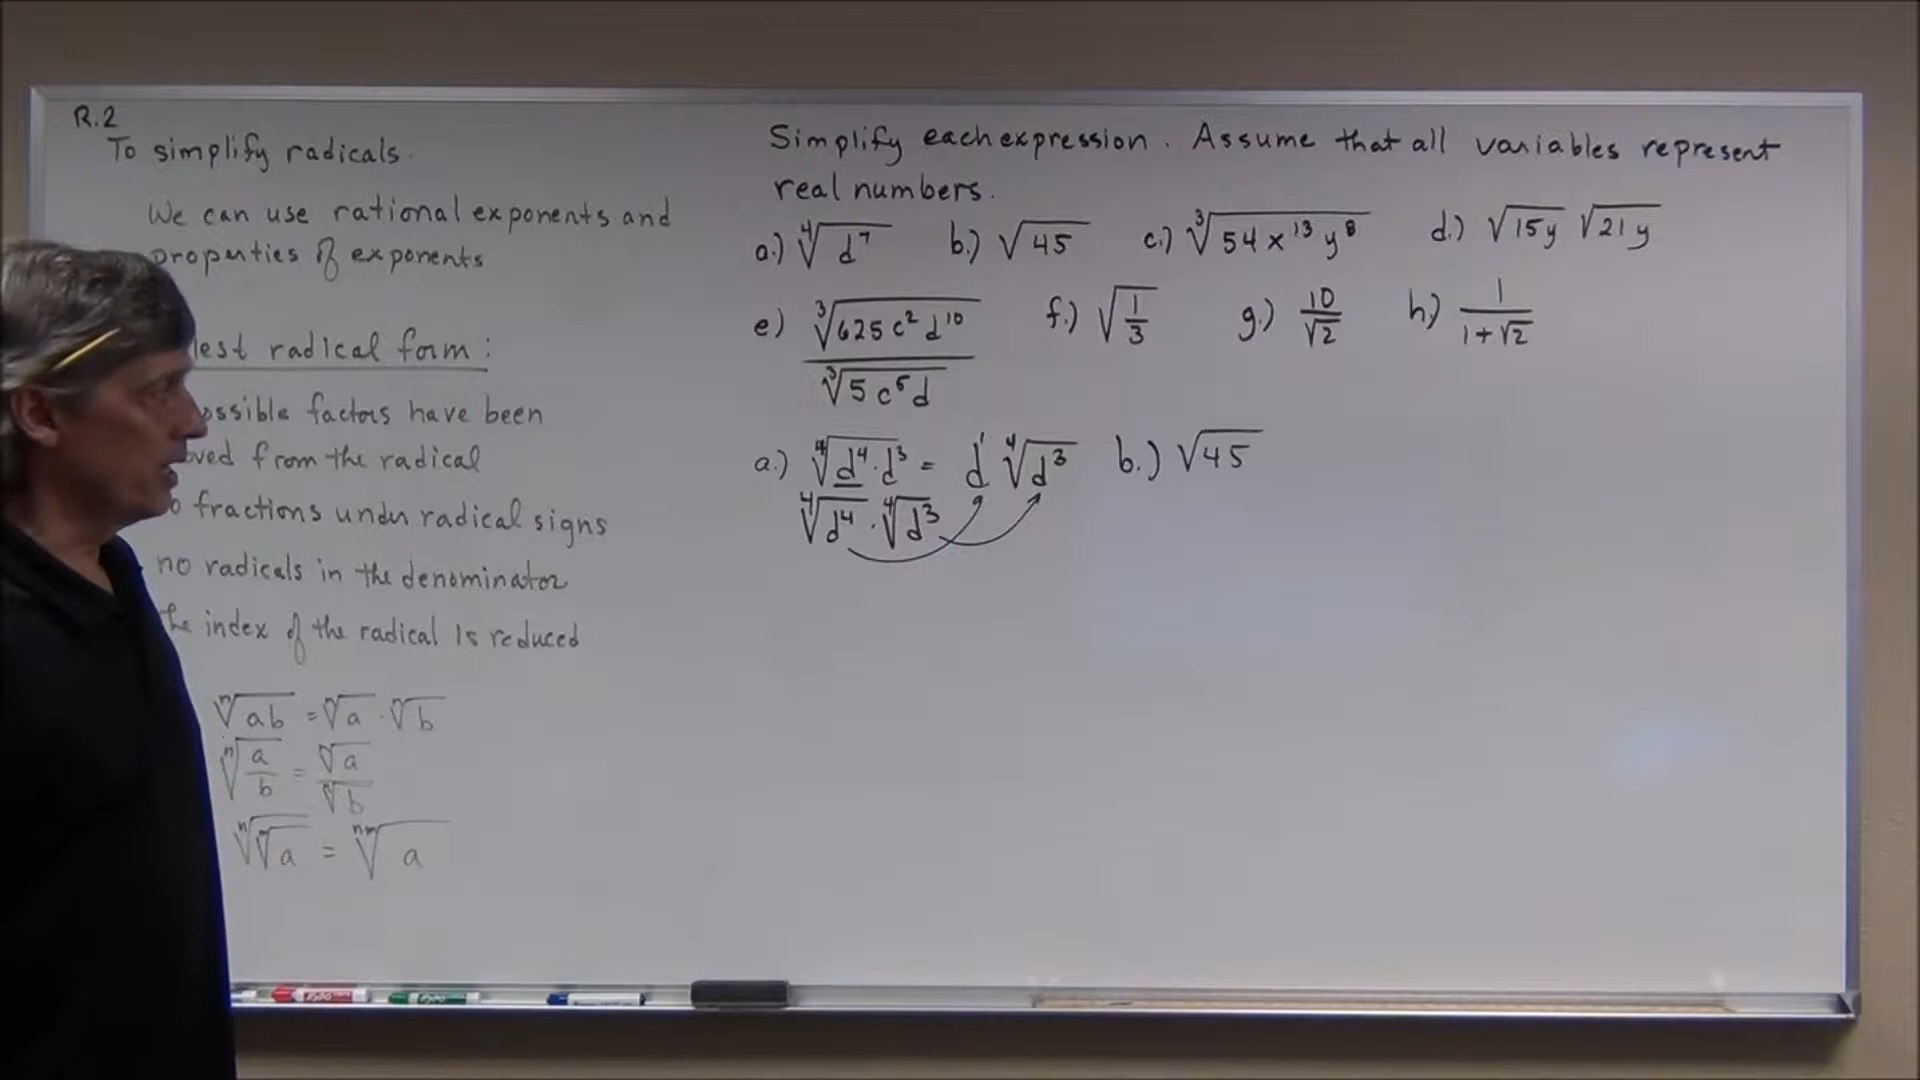 R.2
To simplify radicals.
We can use rational exponents and
properties of exponents
lest radical form:
ossible factors have been
oved from the radical
o fractions under radical signs
no radicals in the denominator
the index of the radical is reduced
ⁿ√ab = ⁿ√a · ⁿ√b
ⁿ√(a/b) = ⁿ√a / ⁿ√b
ⁿ√ᵐ√a = ⁿᵐ√a
Simplify each expression. Assume that all variables represent
real numbers.
a.) ⁴√d⁷ b.) √45 c.) ³√54x¹³y⁸ d.) √15y √21y
e) ³√625c²d¹⁰ / ³√5c⁵d f.) √(1/3) g.) 10/√2 h.) 1/(1+√2)
a.) ⁴√d⁴·d³ = d¹ ⁴√d³ b.) √45
⁴√d⁴ · ⁴√d³
EXPO
EXPO